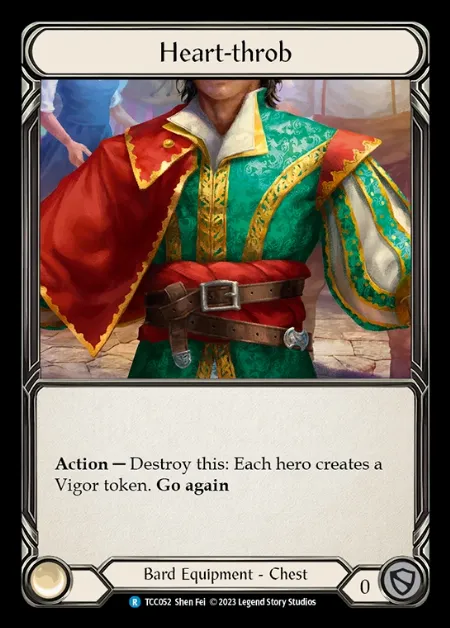 Heart-throb
Action — Destroy this: Each hero creates a
Vigor token. Go again
Bard Equipment - Chest
0
R TCC052 Shen Fei © 2023 Legend Story Studios